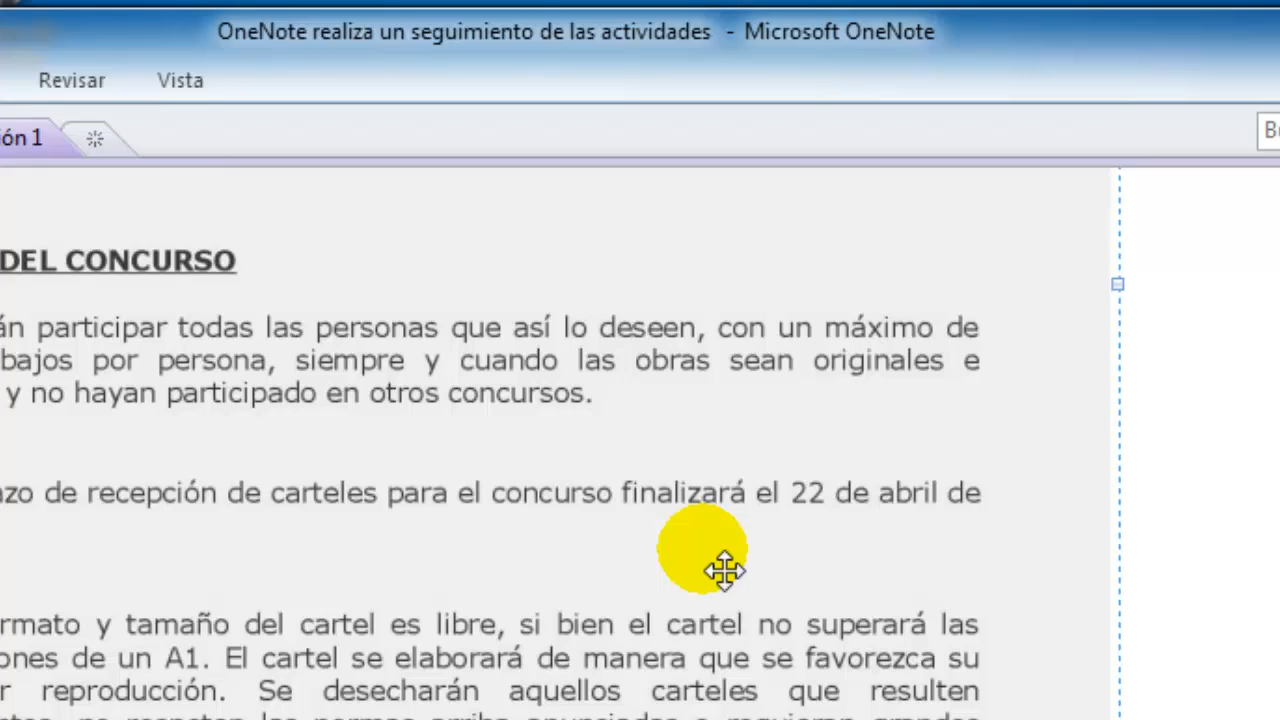 OneNote realiza un seguimiento de las actividades - Microsoft OneNote
Revisar Vista
ión 1
DEL CONCURSO
án participar todas las personas que así lo deseen, con un máximo de
bajos por persona, siempre y cuando las obras sean originales e
y no hayan participado en otros concursos.
azo de recepción de carteles para el concurso finalizará el 22 de abril de
rmato y tamaño del cartel es libre, si bien el cartel no superará las
ones de un A1. El cartel se elaborará de manera que se favorezca su
r reproducción. Se desecharán aquellos carteles que resulten